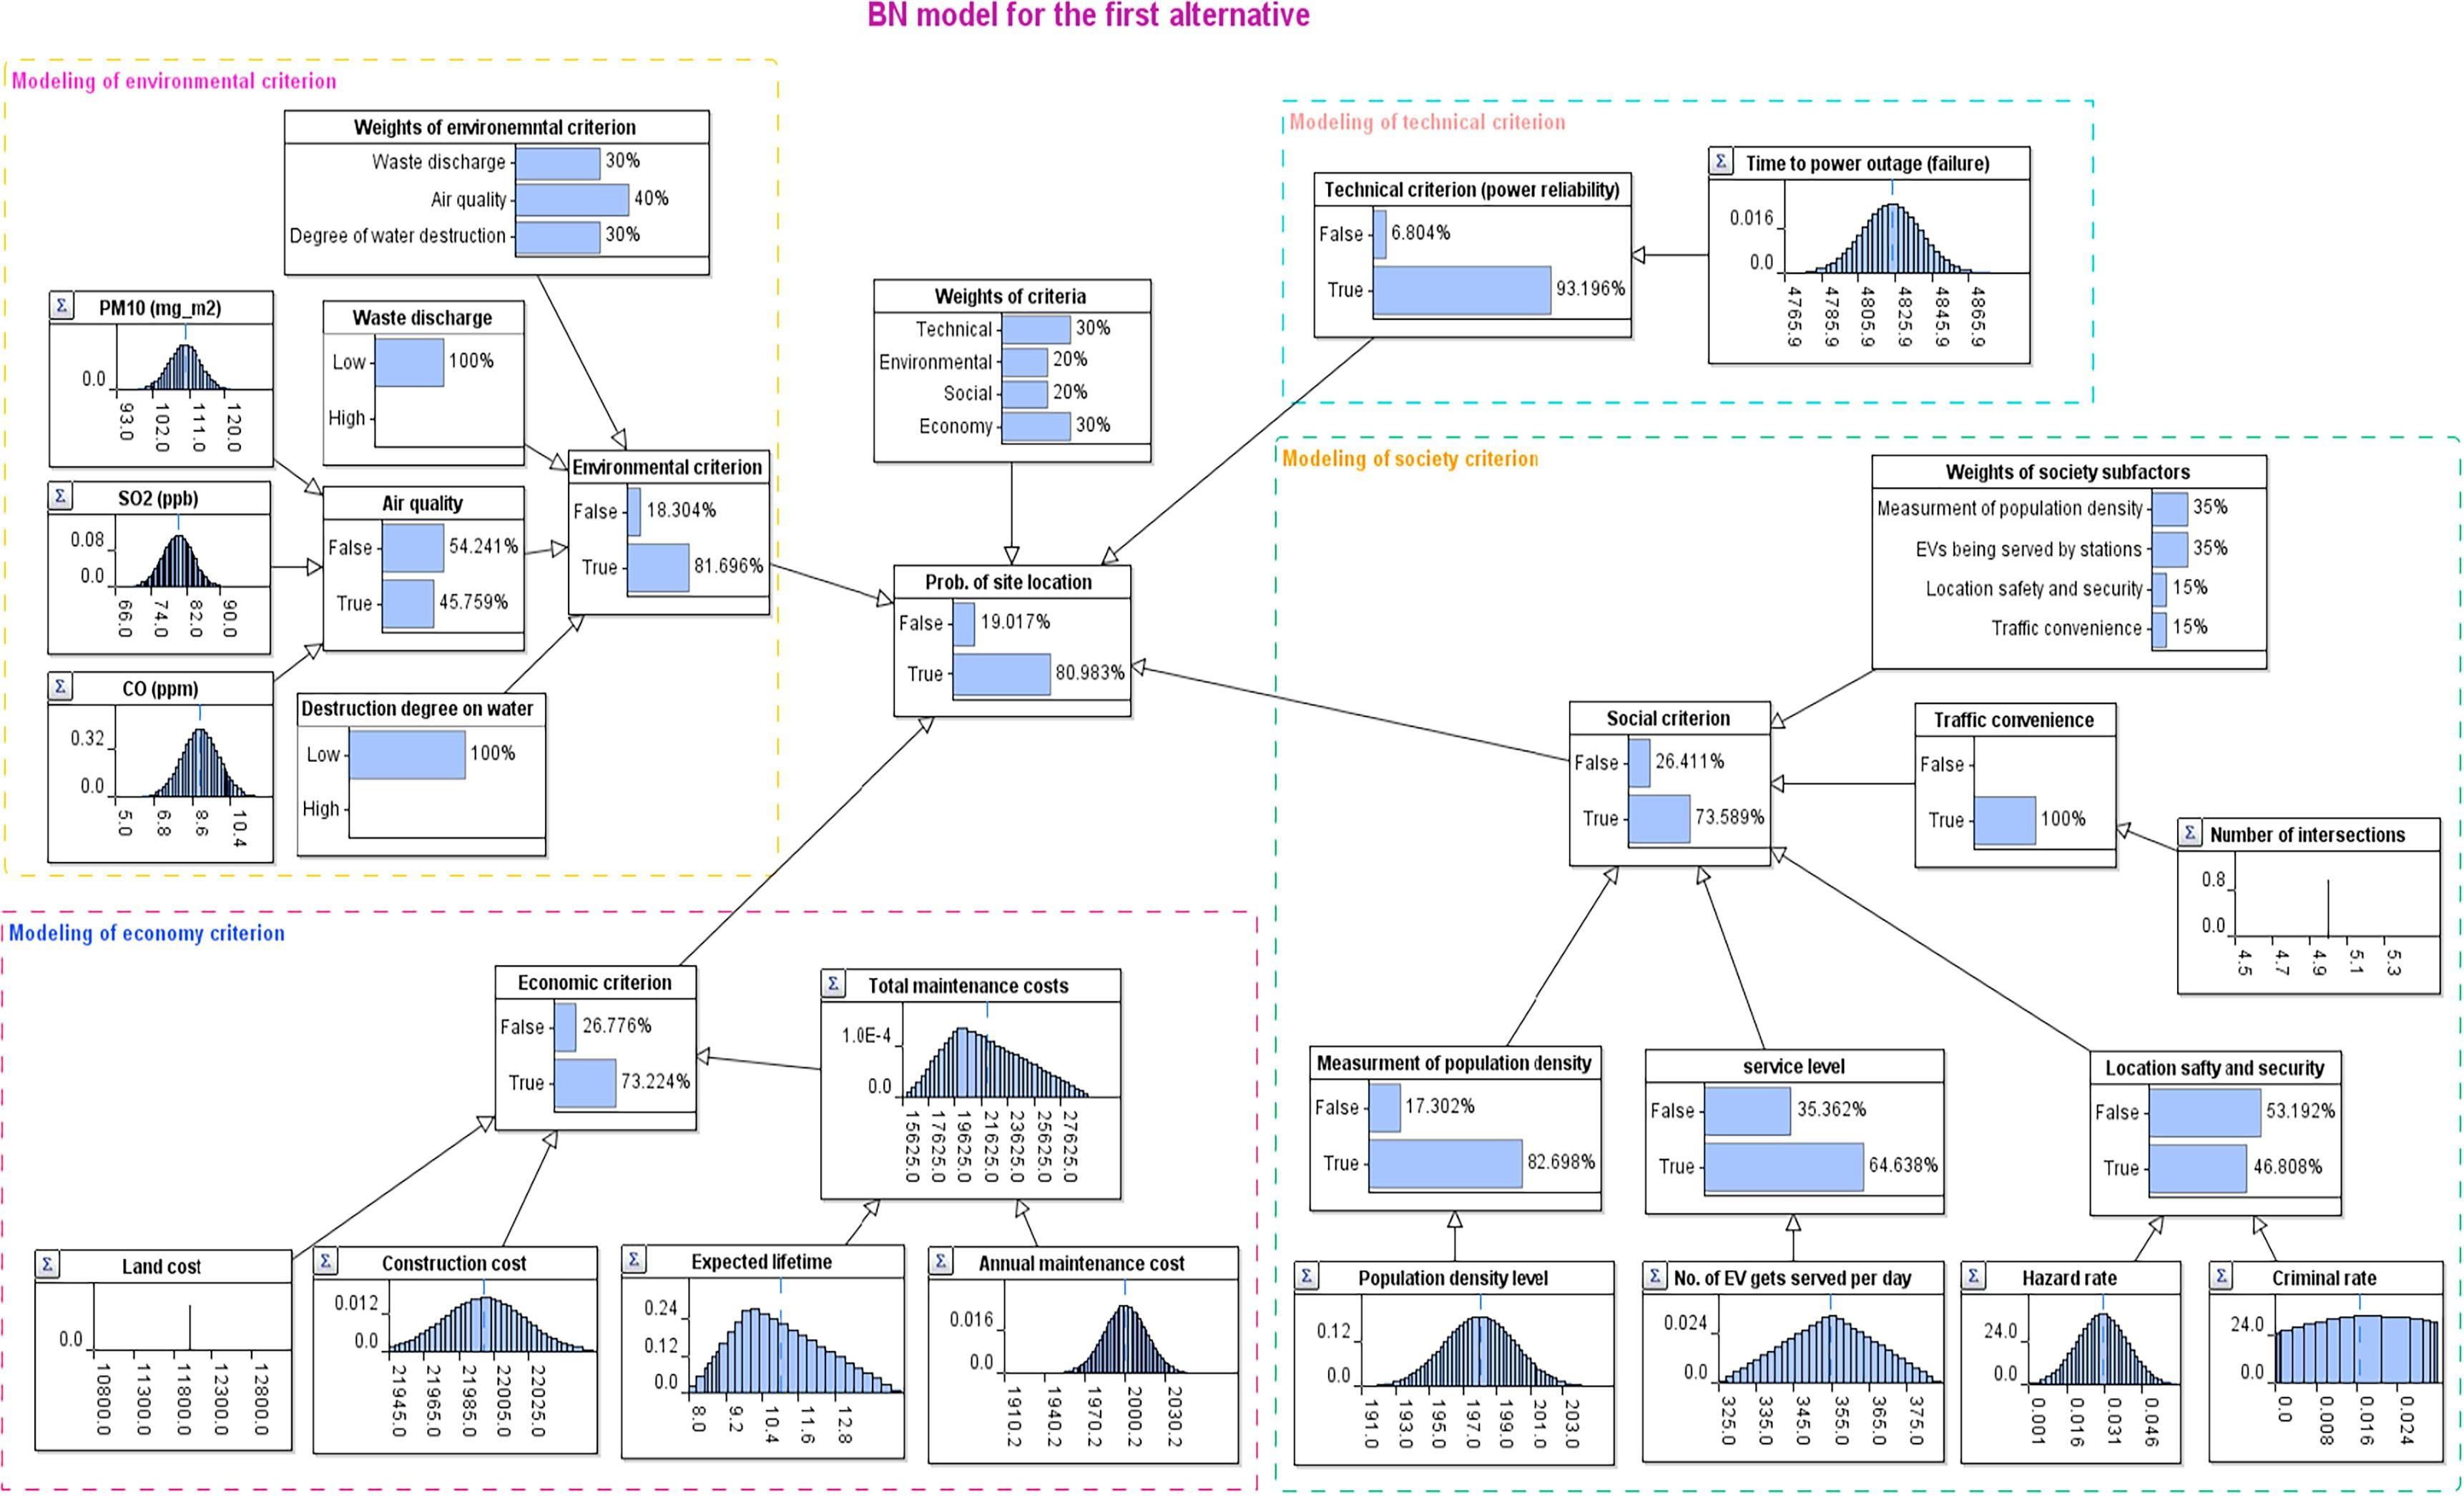 BN model for the first alternative
Modeling of environmental criterion
Weights of environemntal criterion
Waste discharge 30%
Air quality 40%
Degree of water destruction 30%
Σ PM10 (mg_m2)
0.0
93.0 102.0 111.0 120.0
Waste discharge
Low 100%
High
Σ SO2 (ppb)
0.08
0.0
66.0 74.0 82.0 90.0
Air quality
False 54.241%
True 45.759%
Environmental criterion
False 18.304%
True 81.696%
Σ CO (ppm)
0.32
0.0
5.0 6.8 8.6 10.4
Destruction degree on water
Low 100%
High
Weights of criteria
Technical 30%
Environmental 20%
Social 20%
Economy 30%
Prob. of site location
False 19.017%
True 80.983%
Modeling of technical criterion
Technical criterion (power reliability)
False 6.804%
True 93.196%
Σ Time to power outage (failure)
0.016
0.0
4765.9 4785.9 4805.9 4825.9 4845.9 4865.9
Modeling of society criterion
Weights of society subfactors
Measurment of population density 35%
EVs being served by stations 35%
Location safety and security 15%
Traffic convenience 15%
Social criterion
False 26.411%
True 73.589%
Traffic convenience
False
True 100%
Σ Number of intersections
0.8
0.0
4.5 4.7 4.9 5.1 5.3
Measurment of population density
False 17.302%
True 82.698%
service level
False 35.362%
True 64.638%
Location safty and security
False 53.192%
True 46.808%
Σ Population density level
0.12
0.0
191.0 193.0 195.0 197.0 199.0 201.0 203.0
Σ No. of EV gets served per day
0.024
0.0
325.0 335.0 345.0 355.0 365.0 375.0
Σ Hazard rate
24.0
0.0
0.001 0.016 0.031 0.046
Σ Criminal rate
24.0
0.0
0.0 0.008 0.016 0.024
Modeling of economy criterion
Economic criterion
False 26.776%
True 73.224%
Σ Total maintenance costs
1.0E-4
0.0
15625.0 17625.0 19625.0 21625.0 23625.0 25625.0 27625.0
Σ Land cost
0.0
10800.0 11300.0 11800.0 12300.0 12800.0
Σ Construction cost
0.012
0.0
21945.0 21965.0 21985.0 22005.0 22025.0
Σ Expected lifetime
0.24
0.12
0.0
8.0 9.2 10.4 11.6 12.8
Σ Annual maintenance cost
0.016
0.0
1910.2 1940.2 1970.2 2000.2 2030.2